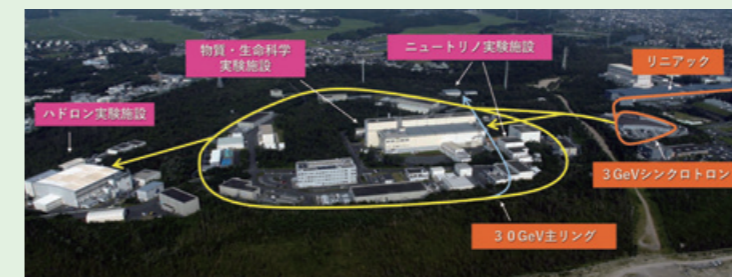 物質・生命科学
実験施設
ニュートリノ実験施設
リニアック
ハドロン実験施設
3GeVシンクロトロン
３０GeV主リング